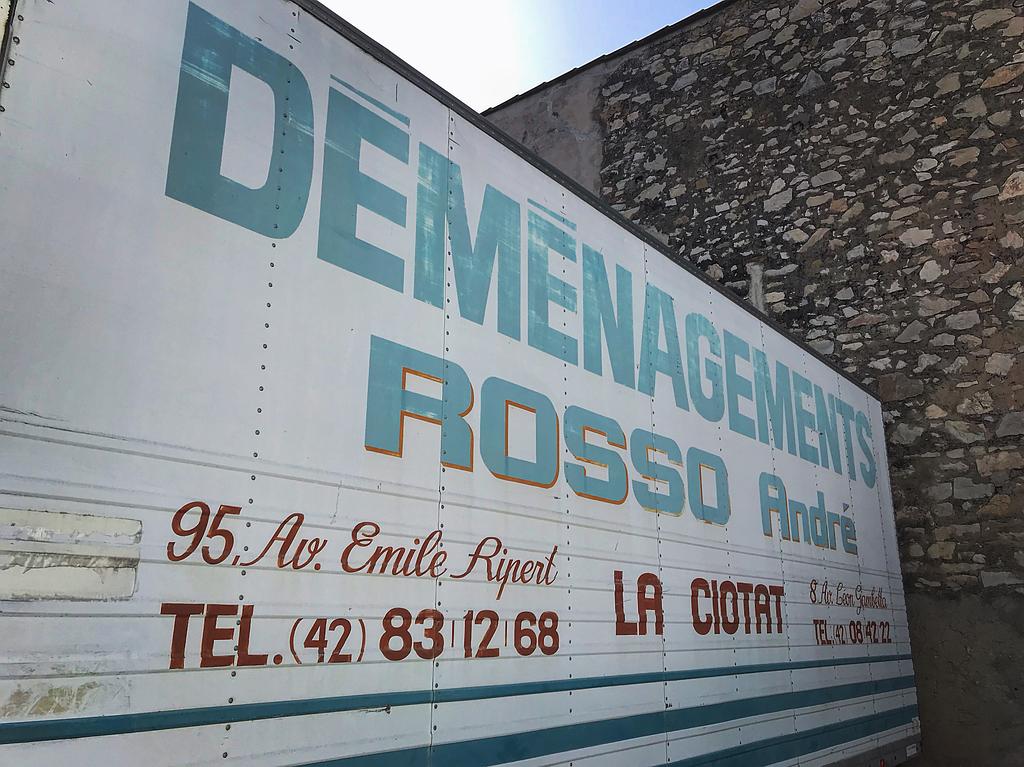 DÉMÉNAGEMENTS
ROSSO André
95, Av. Emile Ripert
TEL. (42) 83 12 68
LA CIOTAT
8 Av. Léon Gambetta
TEL. (42) 08 42 22